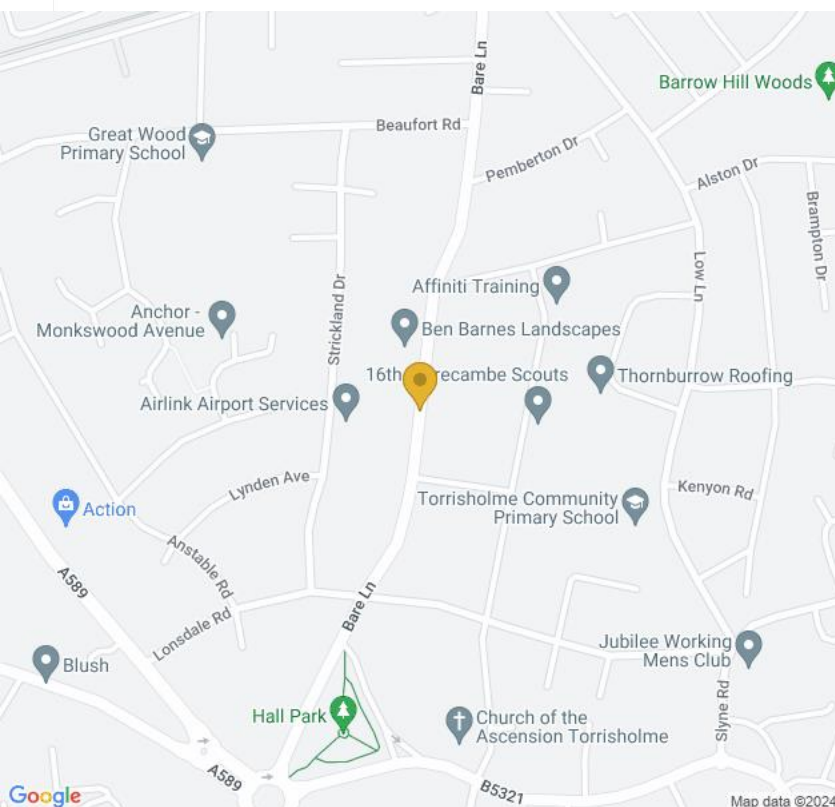 Bare Ln
Barrow Hill Woods
Great Wood
Primary School
Beaufort Rd
Pemberton Dr
Alston Dr
Brampton Dr
Low Ln
Affiniti Training
Strickland Dr
Anchor -
Monkswood Avenue
Ben Barnes Landscapes
16th recambe Scouts
Thornburrow Roofing
Airlink Airport Services
Lynden Ave
Kenyon Rd
Torrisholme Community
Primary School
Action
Anstable Rd
A589
Bare Ln
Lonsdale Rd
Jubilee Working
Mens Club
Blush
Slyne Rd
Hall Park
Church of the
Ascension Torrisholme
A589
B5321
Google
Map data ©2024